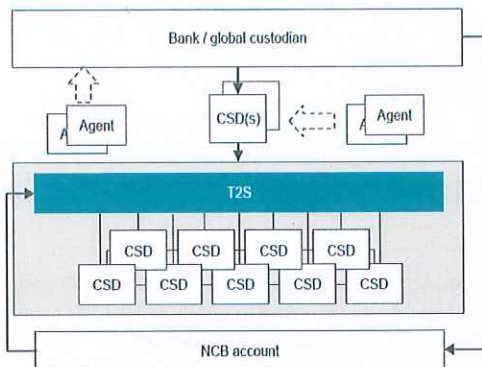 Bank / global custodian
A
Agent
CSD(s)
A
Agent
T2S
CSD
CSD
CSD
CSD
CSD
CSD
CSD
CSD
CSD
NCB account